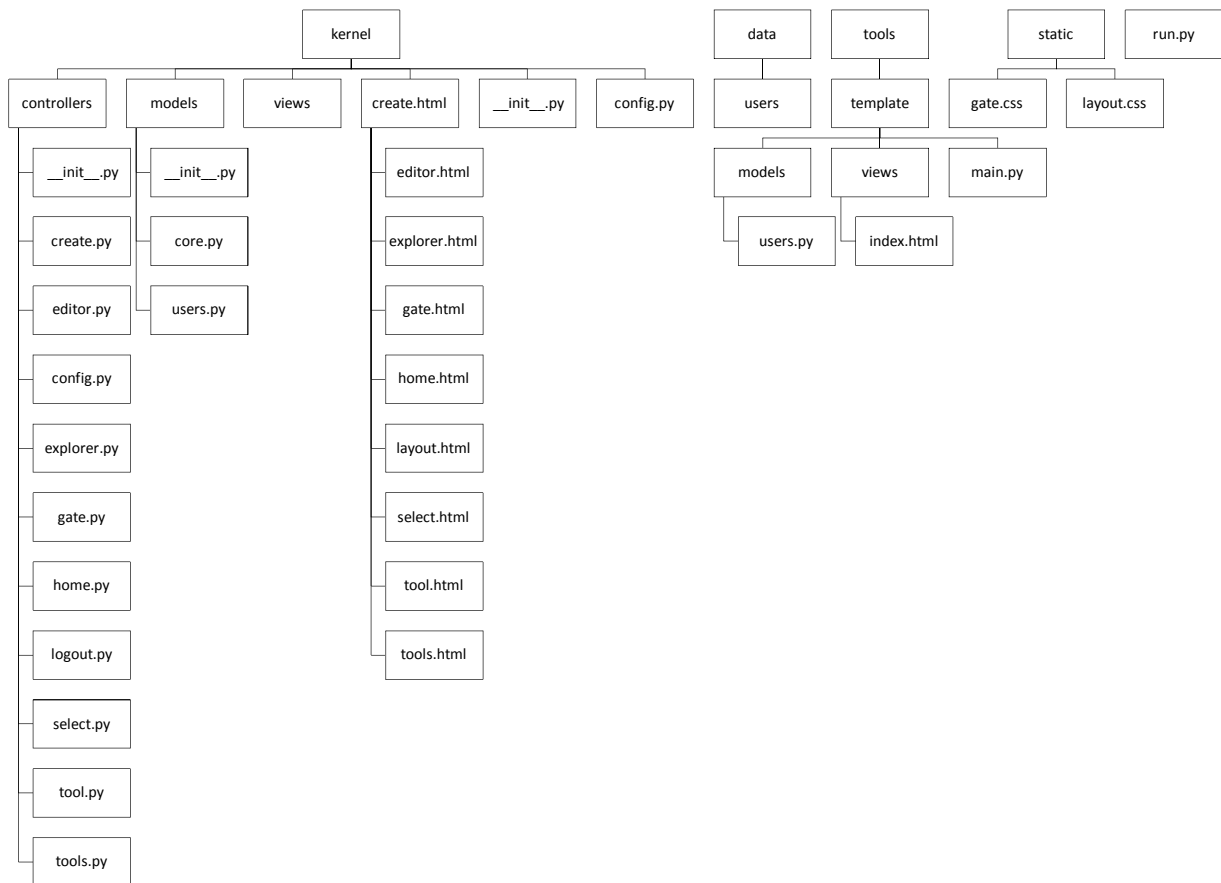 kernel
data
tools
static
run.py
controllers
models
views
create.html
__init__.py
config.py
users
template
gate.css
layout.css
__init__.py
__init__.py
editor.html
models
views
main.py
create.py
core.py
explorer.html
users.py
index.html
editor.py
users.py
gate.html
config.py
home.html
explorer.py
layout.html
gate.py
select.html
home.py
tool.html
logout.py
tools.html
select.py
tool.py
tools.py